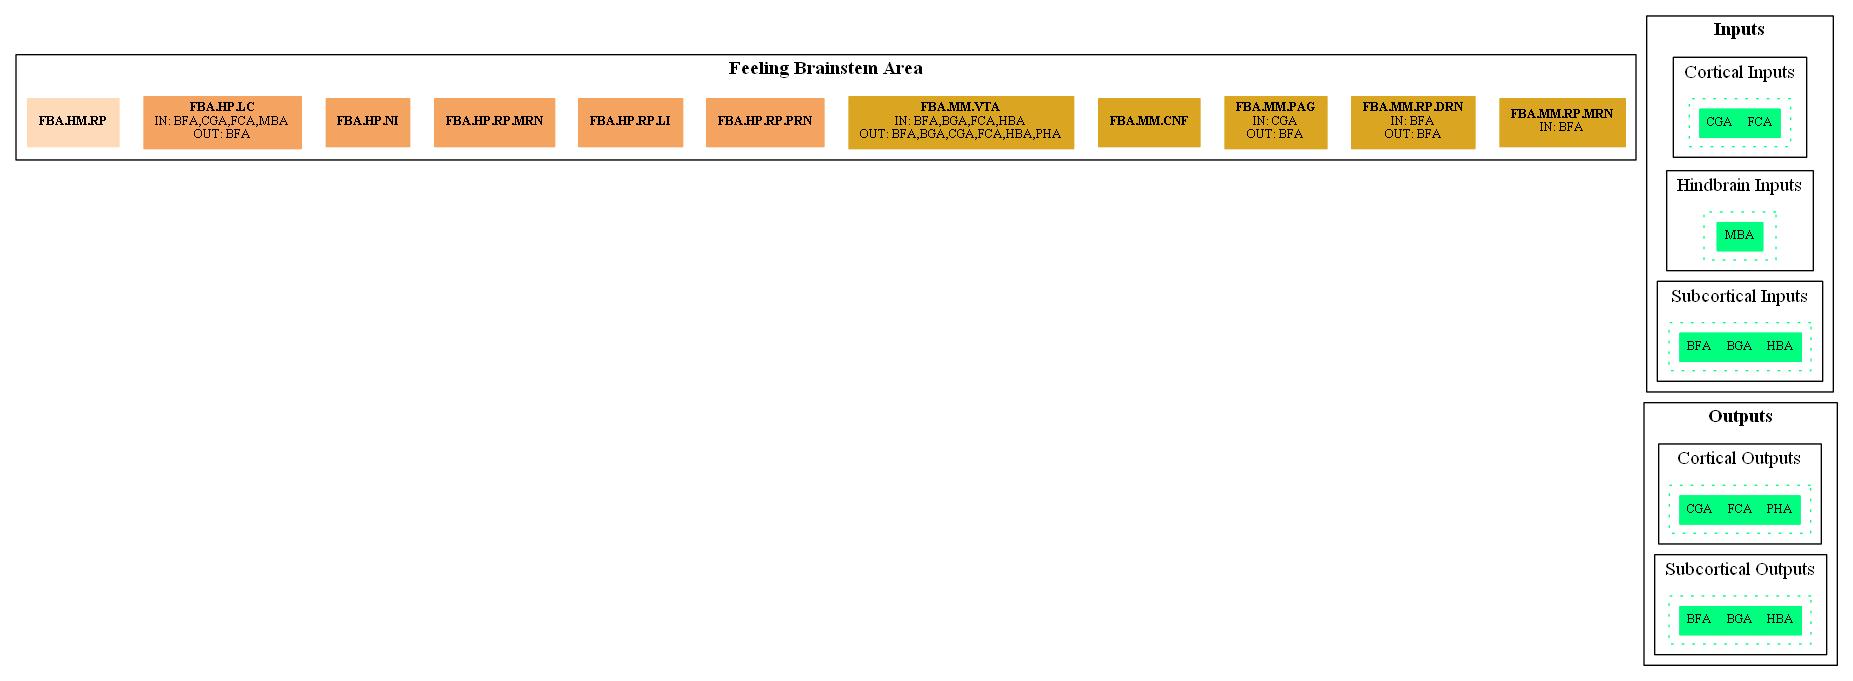 Feeling Brainstem Area
FBA.HM.RP
FBA.HP.LC
IN: BFA,CGA,FCA,MBA
OUT: BFA
FBA.HP.NI
FBA.HP.RP.MRN
FBA.HP.RP.LI
FBA.HP.RP.PRN
FBA.MM.VTA
IN: BFA,BGA,FCA,HBA
OUT: BFA,BGA,CGA,FCA,HBA,PHA
FBA.MM.CNF
FBA.MM.PAG
IN: CGA
OUT: BFA
FBA.MM.RP.DRN
IN: BFA
OUT: BFA
FBA.MM.RP.MRN
IN: BFA
Inputs
Cortical Inputs
CGA FCA
Hindbrain Inputs
MBA
Subcortical Inputs
BFA BGA HBA
Outputs
Cortical Outputs
CGA FCA PHA
Subcortical Outputs
BFA BGA HBA